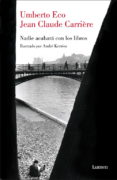 Umberto Eco
Jean Claude Carrière
Nadie acabará con los libros
Ilustrado por André Kertész
LUMEN